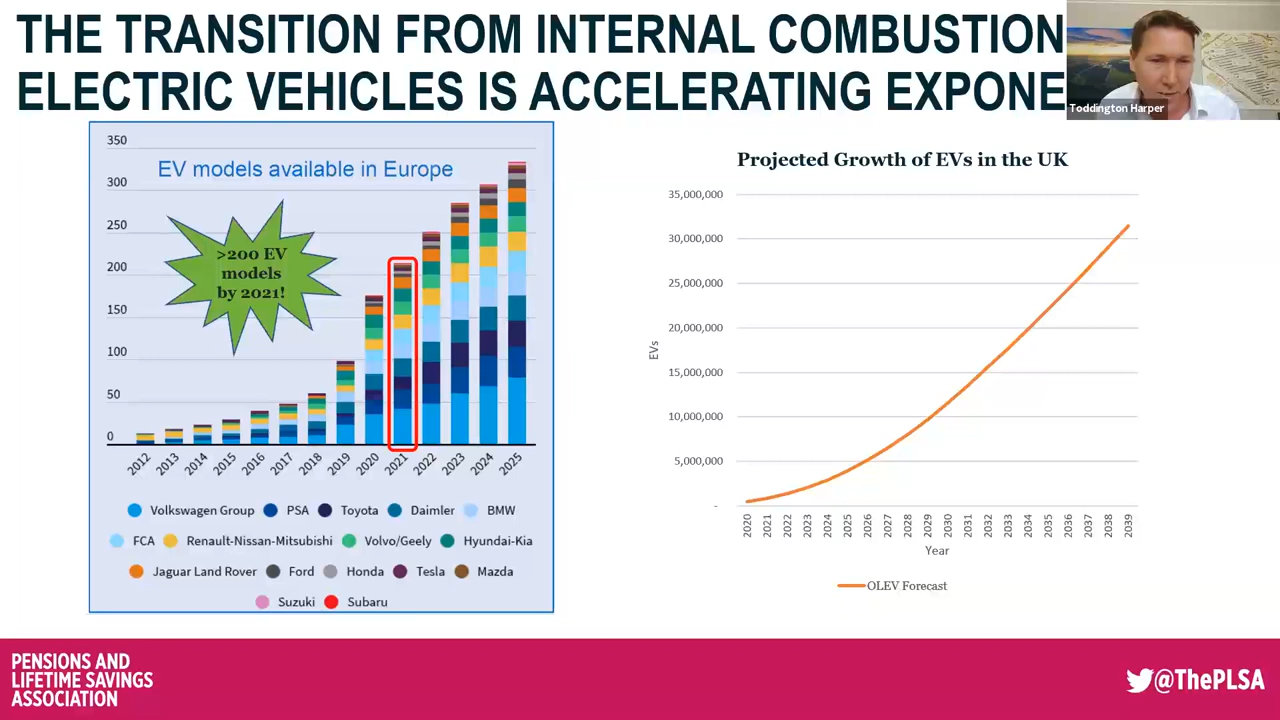 THE TRANSITION FROM INTERNAL COMBUSTION
ELECTRIC VEHICLES IS ACCELERATING EXPONE
Toddington Harper
EV models available in Europe
350
300
250
200
150
100
50
0
>200 EV
models
by 2021!
2012 2013 2014 2015 2016 2017 2018 2019 2020 2021 2022 2023 2024 2025
Volkswagen Group PSA Toyota Daimler BMW
FCA Renault-Nissan-Mitsubishi Volvo/Geely Hyundai-Kia
Jaguar Land Rover Ford Honda Tesla Mazda
Suzuki Subaru
Projected Growth of EVs in the UK
35,000,000
30,000,000
25,000,000
20,000,000
15,000,000
10,000,000
5,000,000
-
EVs
2020 2021 2022 2023 2024 2025 2026 2027 2028 2029 2030 2031 2032 2033 2034 2035 2036 2037 2038 2039
Year
OLEV Forecast
PENSIONS AND
LIFETIME SAVINGS
ASSOCIATION
@ThePLSA